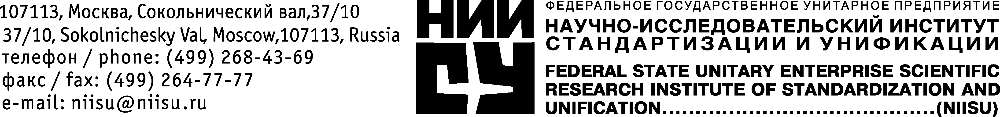 107113, Москва, Сокольнический вал,37/10
37/10, Sokolnichesky Val, Moscow,107113, Russia
телефон / phone: (499) 268-43-69
факс / fax: (499) 264-77-77
e-mail: niisu@niisu.ru
НИИ
СУ
ФЕДЕРАЛЬНОЕ ГОСУДАРСТВЕННОЕ УНИТАРНОЕ ПРЕДПРИЯТИЕ
НАУЧНО-ИССЛЕДОВАТЕЛЬСКИЙ ИНСТИТУТ
СТАНДАРТИЗАЦИИ И УНИФИКАЦИИ
FEDERAL STATE UNITARY ENTERPRISE SCIENTIFIC
RESEARCH INSTITUTE OF STANDARDIZATION AND
UNIFICATION........................................(NIISU)